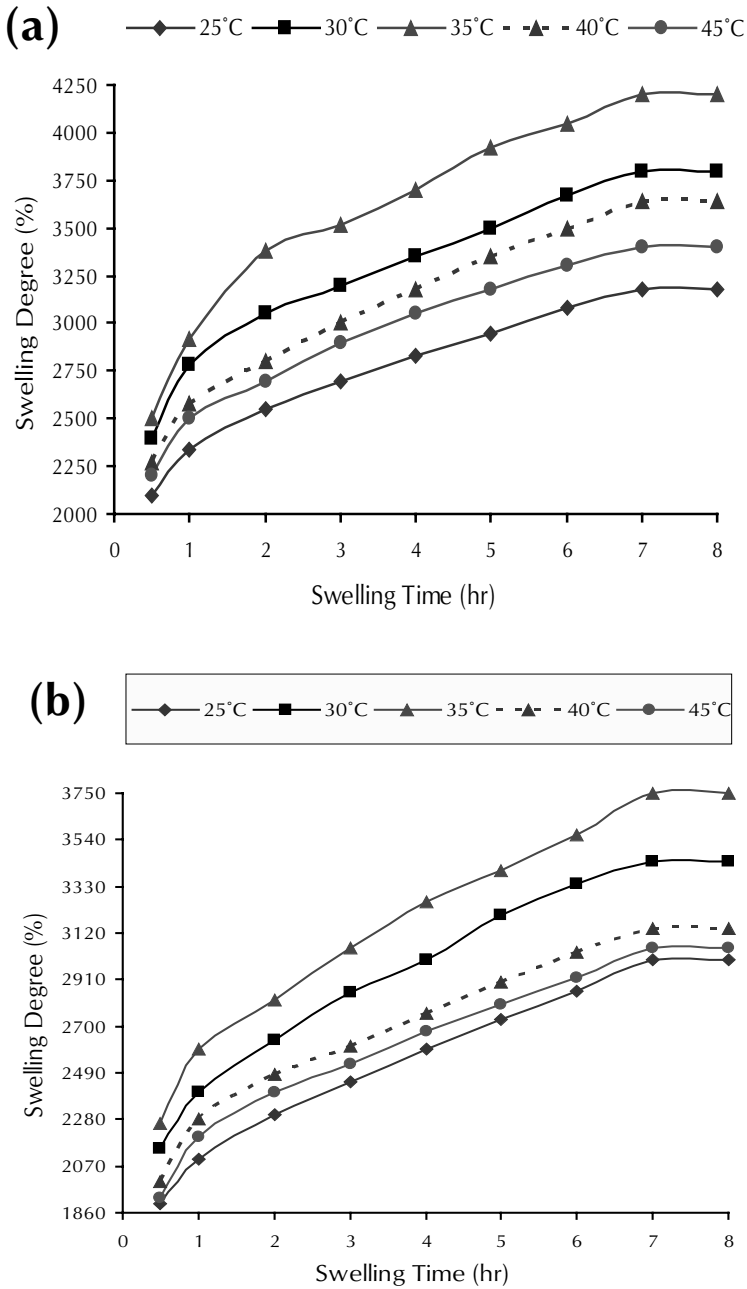 (a)
25˚C 30˚C 35˚C 40˚C 45˚C
4250
4000
3750
3500
3250
3000
2750
2500
2250
2000
Swelling Degree (%)
0 1 2 3 4 5 6 7 8
Swelling Time (hr)
(b)
25˚C 30˚C 35˚C 40˚C 45˚C
3750
3540
3330
3120
2910
2700
2490
2280
2070
1860
Swelling Degree (%)
0 1 2 3 4 5 6 7 8
Swelling Time (hr)